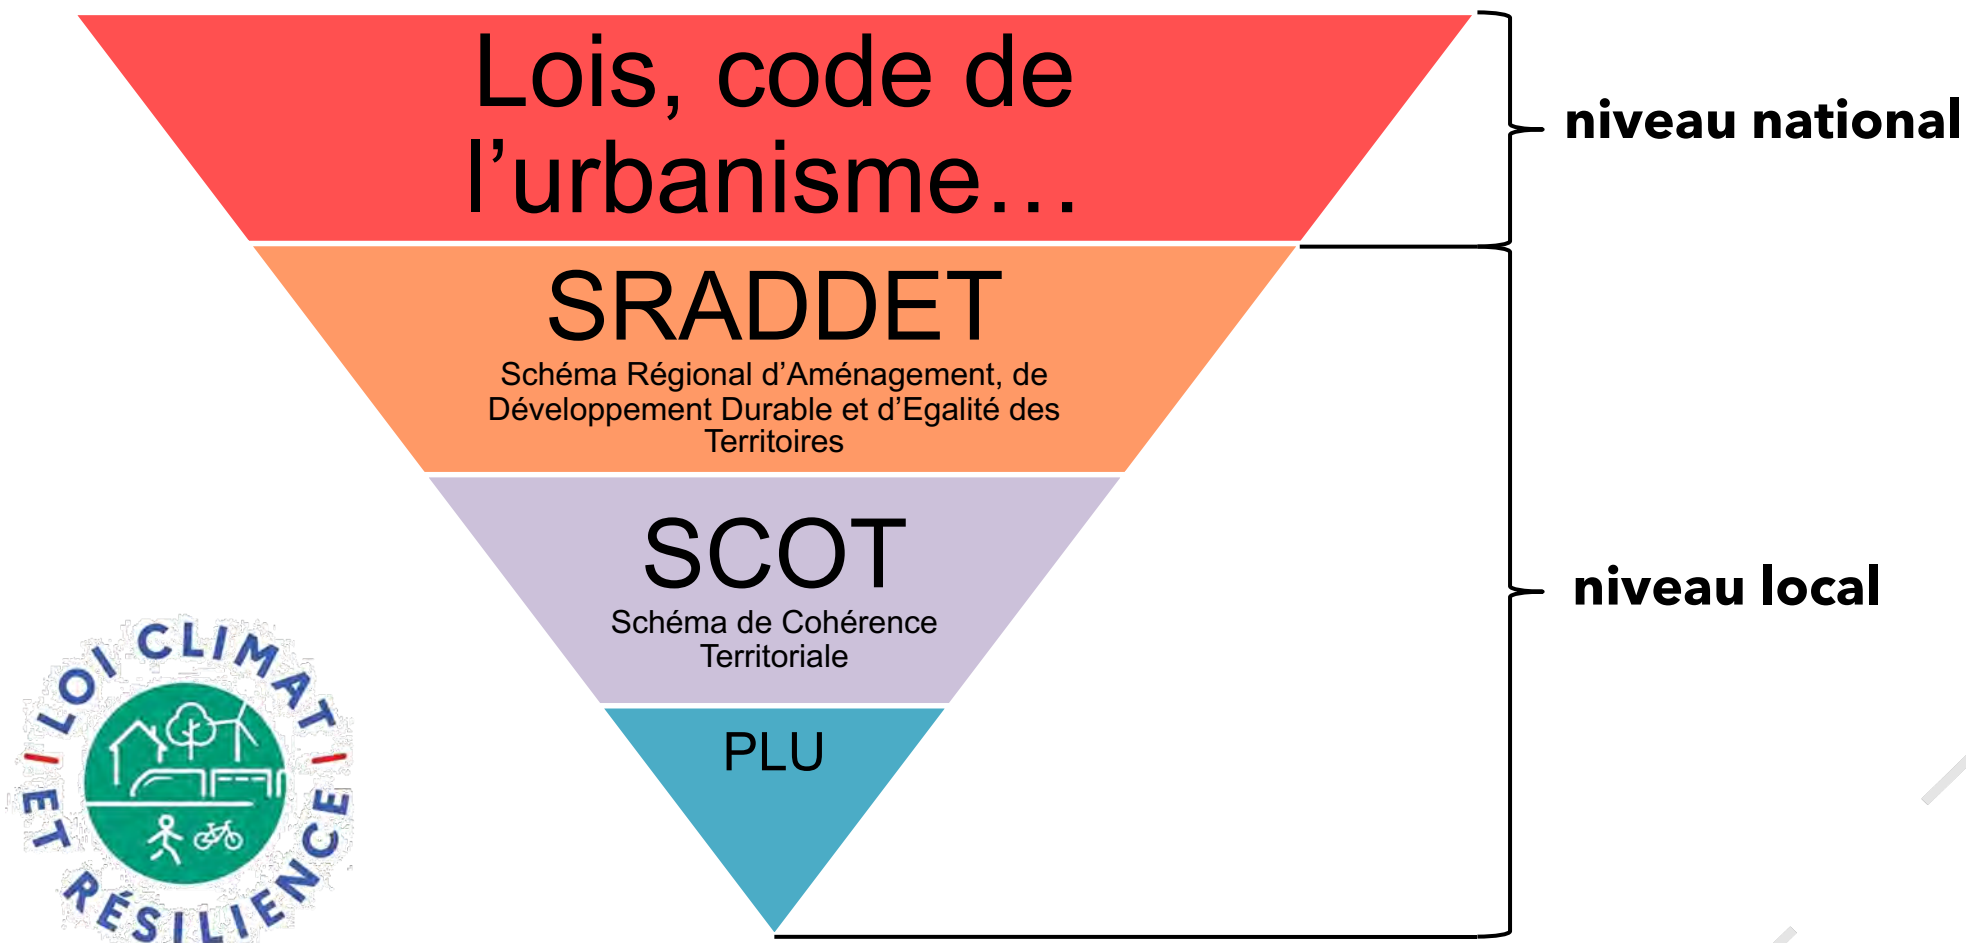 Lois, code de
l’urbanisme…
niveau national
SRADDET
Schéma Régional d’Aménagement, de
Développement Durable et d’Egalité des
Territoires
SCOT
Schéma de Cohérence
Territoriale
niveau local
PLU
LOI CLIMAT
ET RÉSILIENCE